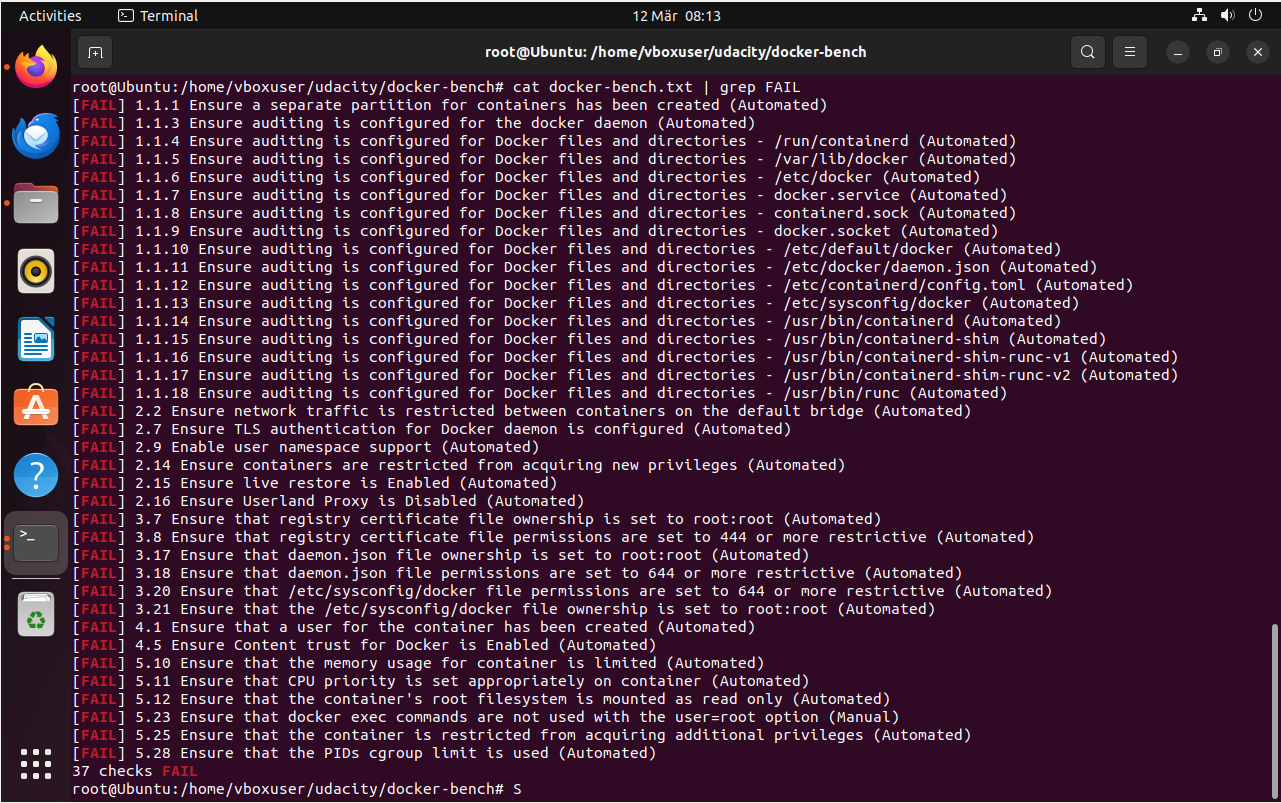 Activities
Terminal
12 Mär 08:13
root@Ubuntu: /home/vboxuser/udacity/docker-bench
root@Ubuntu:/home/vboxuser/udacity/docker-bench# cat docker-bench.txt | grep FAIL
[FAIL] 1.1.1 Ensure a separate partition for containers has been created (Automated)
[FAIL] 1.1.3 Ensure auditing is configured for the docker daemon (Automated)
[FAIL] 1.1.4 Ensure auditing is configured for Docker files and directories - /run/containerd (Automated)
[FAIL] 1.1.5 Ensure auditing is configured for Docker files and directories - /var/lib/docker (Automated)
[FAIL] 1.1.6 Ensure auditing is configured for Docker files and directories - /etc/docker (Automated)
[FAIL] 1.1.7 Ensure auditing is configured for Docker files and directories - docker.service (Automated)
[FAIL] 1.1.8 Ensure auditing is configured for Docker files and directories - containerd.sock (Automated)
[FAIL] 1.1.9 Ensure auditing is configured for Docker files and directories - docker.socket (Automated)
[FAIL] 1.1.10 Ensure auditing is configured for Docker files and directories - /etc/default/docker (Automated)
[FAIL] 1.1.11 Ensure auditing is configured for Docker files and directories - /etc/docker/daemon.json (Automated)
[FAIL] 1.1.12 Ensure auditing is configured for Docker files and directories - /etc/containerd/config.toml (Automated)
[FAIL] 1.1.13 Ensure auditing is configured for Docker files and directories - /etc/sysconfig/docker (Automated)
[FAIL] 1.1.14 Ensure auditing is configured for Docker files and directories - /usr/bin/containerd (Automated)
[FAIL] 1.1.15 Ensure auditing is configured for Docker files and directories - /usr/bin/containerd-shim (Automated)
[FAIL] 1.1.16 Ensure auditing is configured for Docker files and directories - /usr/bin/containerd-shim-runc-v1 (Automated)
[FAIL] 1.1.17 Ensure auditing is configured for Docker files and directories - /usr/bin/containerd-shim-runc-v2 (Automated)
[FAIL] 1.1.18 Ensure auditing is configured for Docker files and directories - /usr/bin/runc (Automated)
[FAIL] 2.2 Ensure network traffic is restricted between containers on the default bridge (Automated)
[FAIL] 2.7 Ensure TLS authentication for Docker daemon is configured (Automated)
[FAIL] 2.9 Enable user namespace support (Automated)
[FAIL] 2.14 Ensure containers are restricted from acquiring new privileges (Automated)
[FAIL] 2.15 Ensure live restore is Enabled (Automated)
[FAIL] 2.16 Ensure Userland Proxy is Disabled (Automated)
[FAIL] 3.7 Ensure that registry certificate file ownership is set to root:root (Automated)
[FAIL] 3.8 Ensure that registry certificate file permissions are set to 444 or more restrictive (Automated)
[FAIL] 3.17 Ensure that daemon.json file ownership is set to root:root (Automated)
[FAIL] 3.18 Ensure that daemon.json file permissions are set to 644 or more restrictive (Automated)
[FAIL] 3.20 Ensure that /etc/sysconfig/docker file permissions are set to 644 or more restrictive (Automated)
[FAIL] 3.21 Ensure that the /etc/sysconfig/docker file ownership is set to root:root (Automated)
[FAIL] 4.1 Ensure that a user for the container has been created (Automated)
[FAIL] 4.5 Ensure Content trust for Docker is Enabled (Automated)
[FAIL] 5.10 Ensure that the memory usage for container is limited (Automated)
[FAIL] 5.11 Ensure that CPU priority is set appropriately on container (Automated)
[FAIL] 5.12 Ensure that the container's root filesystem is mounted as read only (Automated)
[FAIL] 5.23 Ensure that docker exec commands are not used with the user=root option (Manual)
[FAIL] 5.25 Ensure that the container is restricted from acquiring additional privileges (Automated)
[FAIL] 5.28 Ensure that the PIDs cgroup limit is used (Automated)
37 checks FAIL
root@Ubuntu:/home/vboxuser/udacity/docker-bench# S